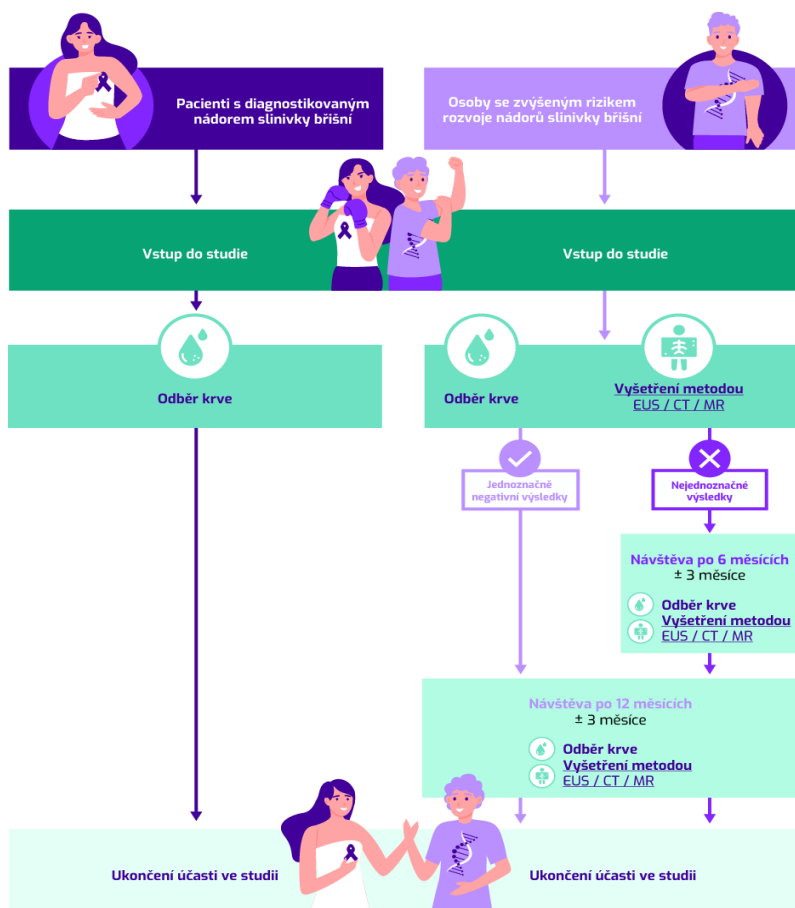 Pacienti s diagnostikovaným
nádorem slinivky břišní
Osoby se zvýšeným rizikem
rozvoje nádorů slinivky břišní
Vstup do studie
Vstup do studie
Odběr krve
Odběr krve
Vyšetření metodou
EUS / CT / MR
Jednoznačně
negativní výsledky
Nejednoznačné
výsledky
Návštěva po 6 měsících
± 3 měsíce
Odběr krve
Vyšetření metodou
EUS / CT / MR
Návštěva po 12 měsících
± 3 měsíce
Odběr krve
Vyšetření metodou
EUS / CT / MR
Ukončení účasti ve studii
Ukončení účasti ve studii